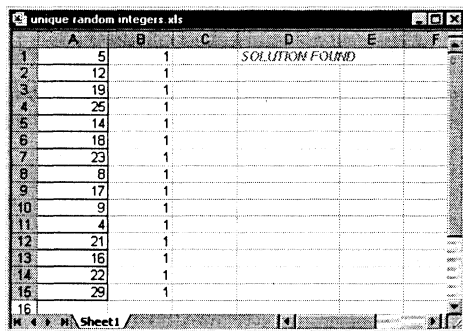 unique random integers.xls
A B C D E F
1 5 1 SOLUTION FOUND
2 12 1
3 19 1
4 25 1
5 14 1
6 18 1
7 23 1
8 8 1
9 17 1
10 9 1
11 4 1
12 21 1
13 16 1
14 22 1
15 29 1
16
Sheet1